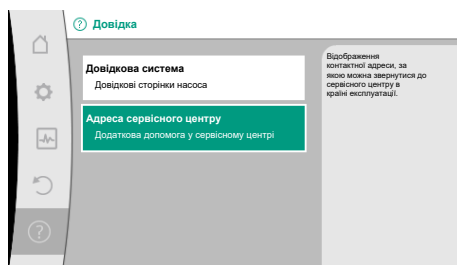 Довідка
Довідкова система
Довідкові сторінки насоса
Адреса сервісного центру
Додаткова допомога у сервісному центрі
Відображення
контактної адреси, за
якою можна звернутися до
сервісного центру в
країні експлуатації.